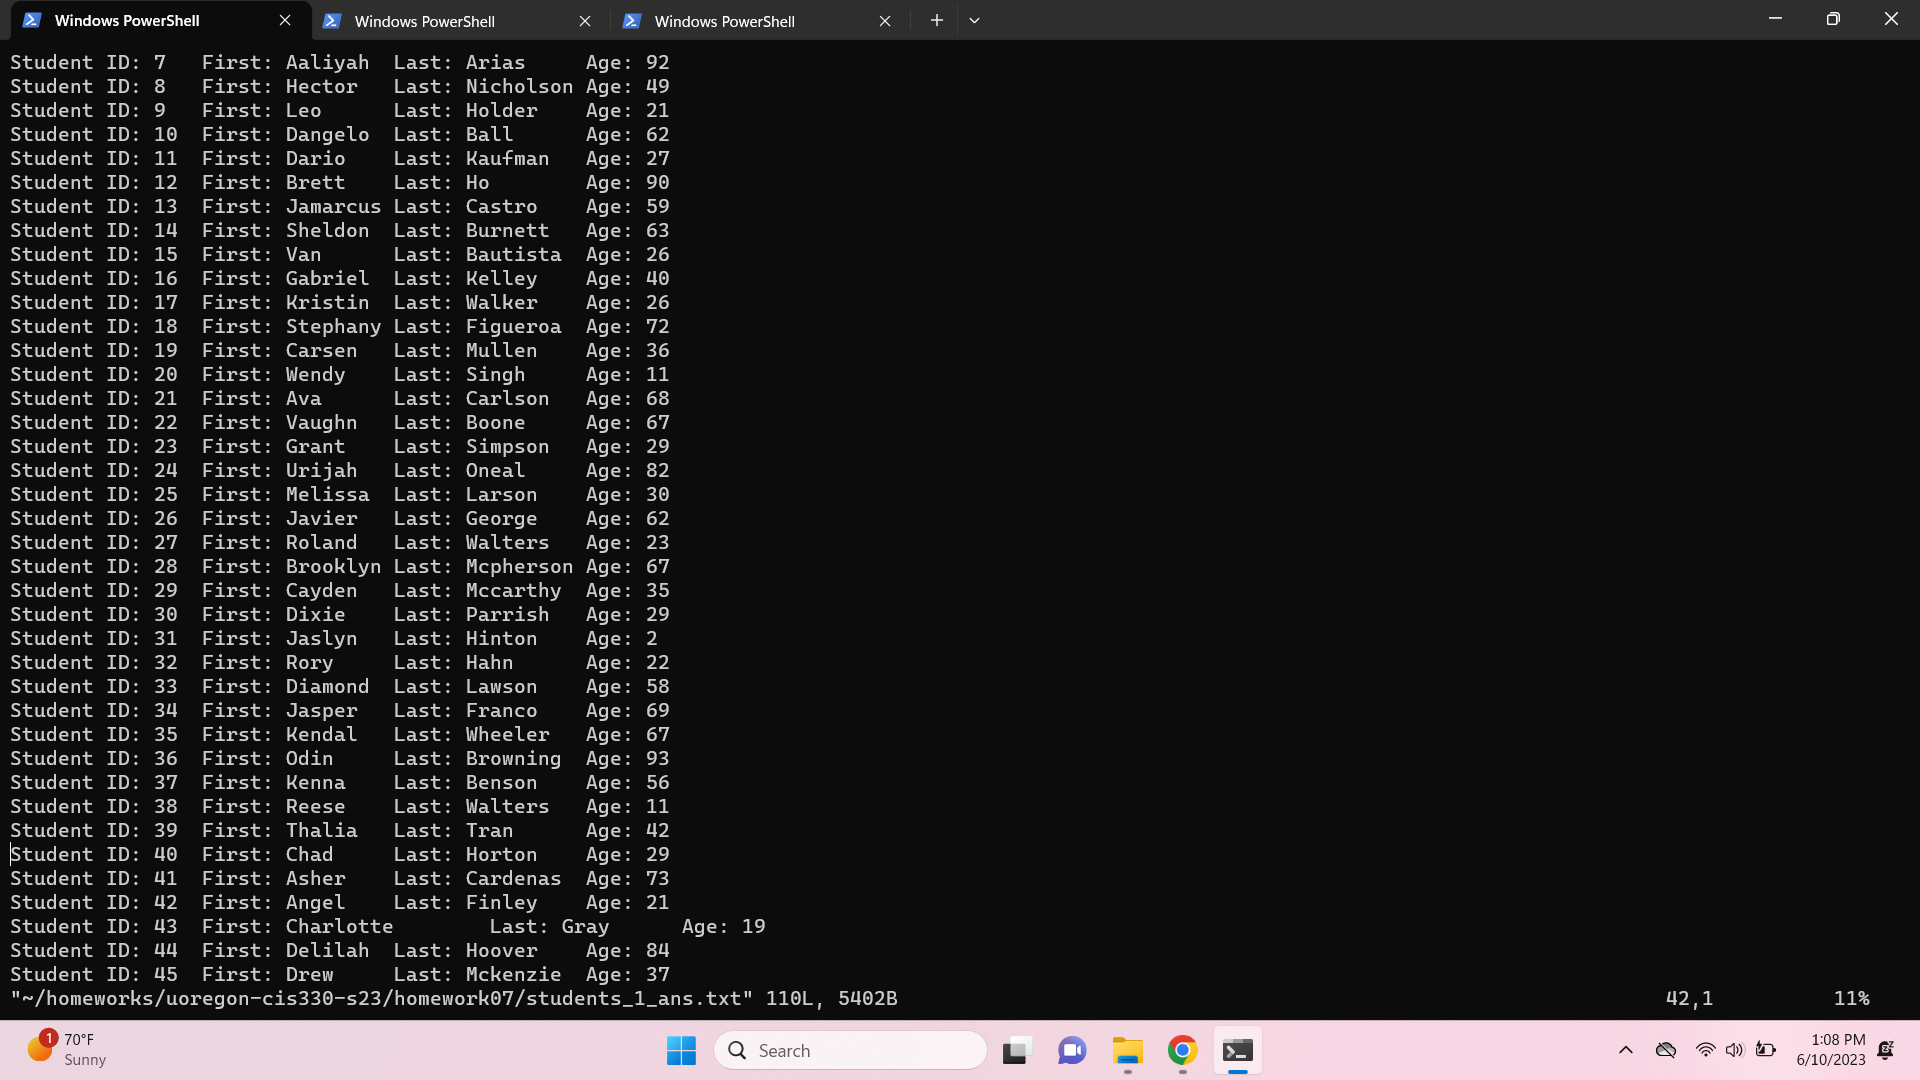 Windows PowerShell Windows PowerShell Windows PowerShell
Student ID: 7 First: Aaliyah Last: Arias Age: 92
Student ID: 8 First: Hector Last: Nicholson Age: 49
Student ID: 9 First: Leo Last: Holder Age: 21
Student ID: 10 First: Dangelo Last: Ball Age: 62
Student ID: 11 First: Dario Last: Kaufman Age: 27
Student ID: 12 First: Brett Last: Ho Age: 90
Student ID: 13 First: Jamarcus Last: Castro Age: 59
Student ID: 14 First: Sheldon Last: Burnett Age: 63
Student ID: 15 First: Van Last: Bautista Age: 26
Student ID: 16 First: Gabriel Last: Kelley Age: 40
Student ID: 17 First: Kristin Last: Walker Age: 26
Student ID: 18 First: Stephany Last: Figueroa Age: 72
Student ID: 19 First: Carsen Last: Mullen Age: 36
Student ID: 20 First: Wendy Last: Singh Age: 11
Student ID: 21 First: Ava Last: Carlson Age: 68
Student ID: 22 First: Vaughn Last: Boone Age: 67
Student ID: 23 First: Grant Last: Simpson Age: 29
Student ID: 24 First: Urijah Last: Oneal Age: 82
Student ID: 25 First: Melissa Last: Larson Age: 30
Student ID: 26 First: Javier Last: George Age: 62
Student ID: 27 First: Roland Last: Walters Age: 23
Student ID: 28 First: Brooklyn Last: Mcpherson Age: 67
Student ID: 29 First: Cayden Last: Mccarthy Age: 35
Student ID: 30 First: Dixie Last: Parrish Age: 29
Student ID: 31 First: Jaslyn Last: Hinton Age: 2
Student ID: 32 First: Rory Last: Hahn Age: 22
Student ID: 33 First: Diamond Last: Lawson Age: 58
Student ID: 34 First: Jasper Last: Franco Age: 69
Student ID: 35 First: Kendal Last: Wheeler Age: 67
Student ID: 36 First: Odin Last: Browning Age: 93
Student ID: 37 First: Kenna Last: Benson Age: 56
Student ID: 38 First: Reese Last: Walters Age: 11
Student ID: 39 First: Thalia Last: Tran Age: 42
Student ID: 40 First: Chad Last: Horton Age: 29
Student ID: 41 First: Asher Last: Cardenas Age: 73
Student ID: 42 First: Angel Last: Finley Age: 21
Student ID: 43 First: Charlotte Last: Gray Age: 19
Student ID: 44 First: Delilah Last: Hoover Age: 84
Student ID: 45 First: Drew Last: Mckenzie Age: 37
"~/homeworks/uoregon-cis330-s23/homework07/students_1_ans.txt" 110L, 5402B 42,1 11%
1 70°F
Sunny
Search
1:08 PM
6/10/2023